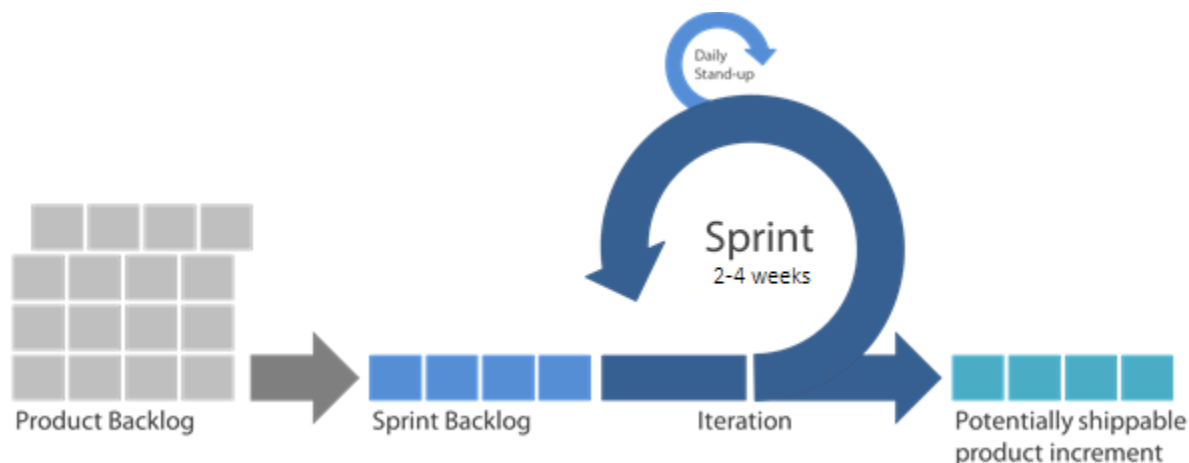 Daily
Stand-up
Sprint
2-4 weeks
Product Backlog
Sprint Backlog
Iteration
Potentially shippable
product increment